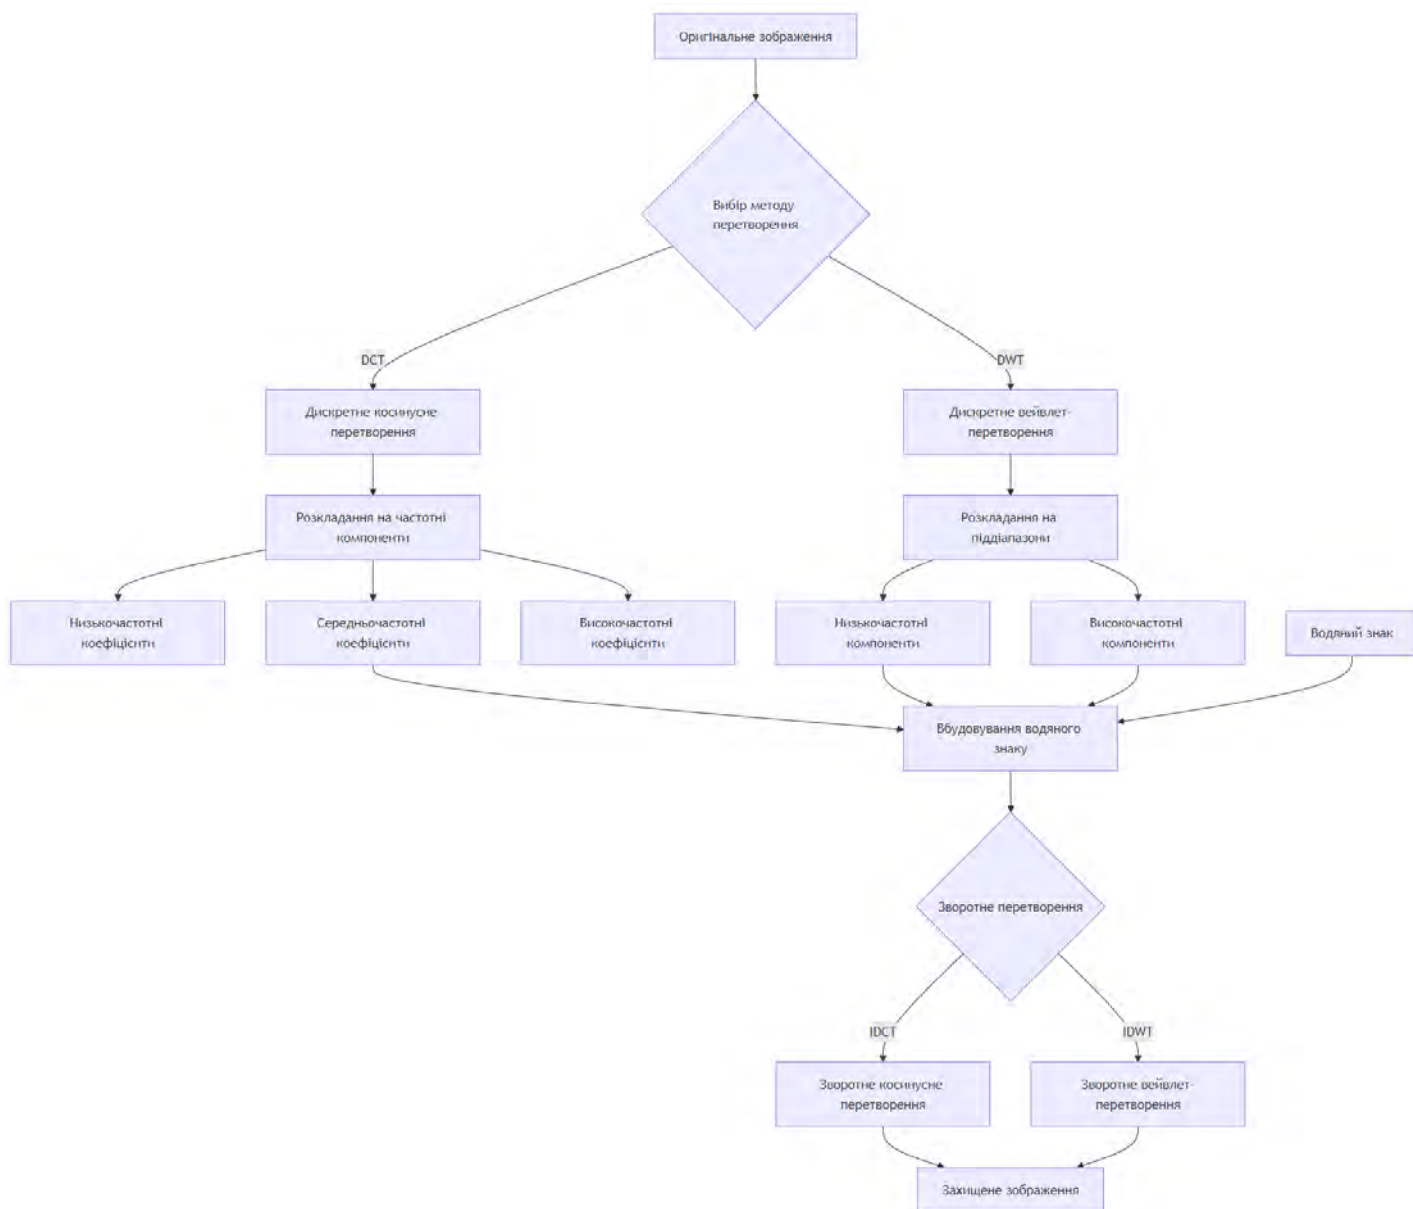 Оригінальне зображення
Вибір методу
перетворення
DCT
DWT
Дискретне косинусне
перетворення
Дискретне вейвлет-
перетворення
Розкладання на частотні
компоненти
Розкладання на
піддіапазони
Низькочастотні
коефіцієнти
Середньочастотні
коефіцієнти
Високочастотні
коефіцієнти
Низькочастотні
компоненти
Високочастотні
компоненти
Водяний знак
Вбудовування водяного
знаку
Зворотне перетворення
IDCT
IDWT
Зворотне косинусне
перетворення
Зворотне вейвлет-
перетворення
Захищене зображення